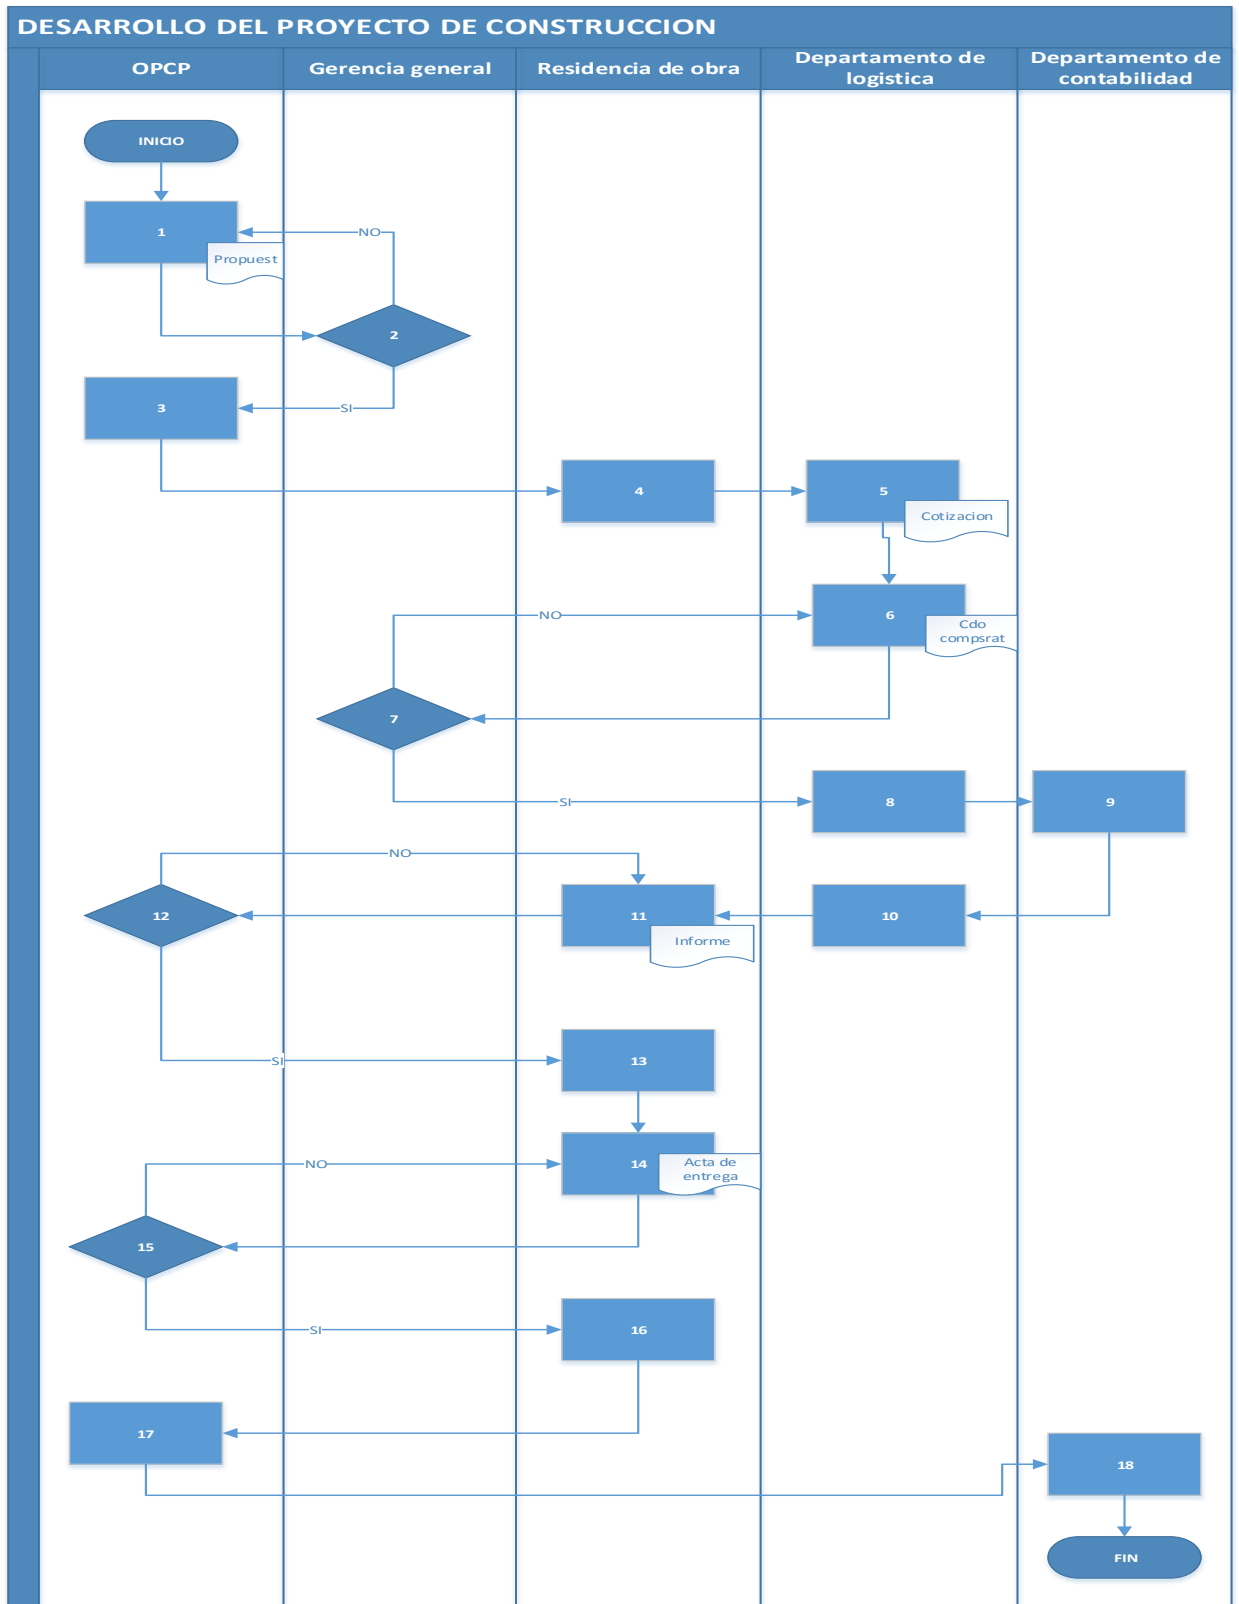 DESARROLLO DEL PROYECTO DE CONSTRUCCION
OPCP
Gerencia general
Residencia de obra
Departamento de
logistica
Departamento de
contabilidad
INICIO
1
NO
Propuest
2
3
SI
4
5
Cotizacion
NO
6
Cdo
compsrat
7
SI
8
9
NO
12
11
10
Informe
SI
13
NO
14
Acta de
entrega
15
SI
16
17
18
FIN